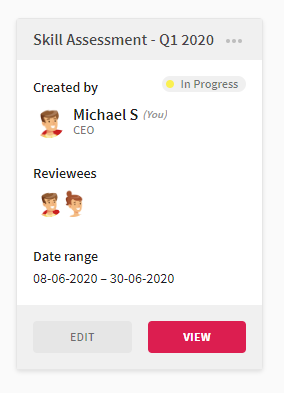 Skill Assessment - Q1 2020
Created by
In Progress
Michael S (You)
CEO
Reviewees
Date range
08-06-2020 – 30-06-2020
EDIT
VIEW